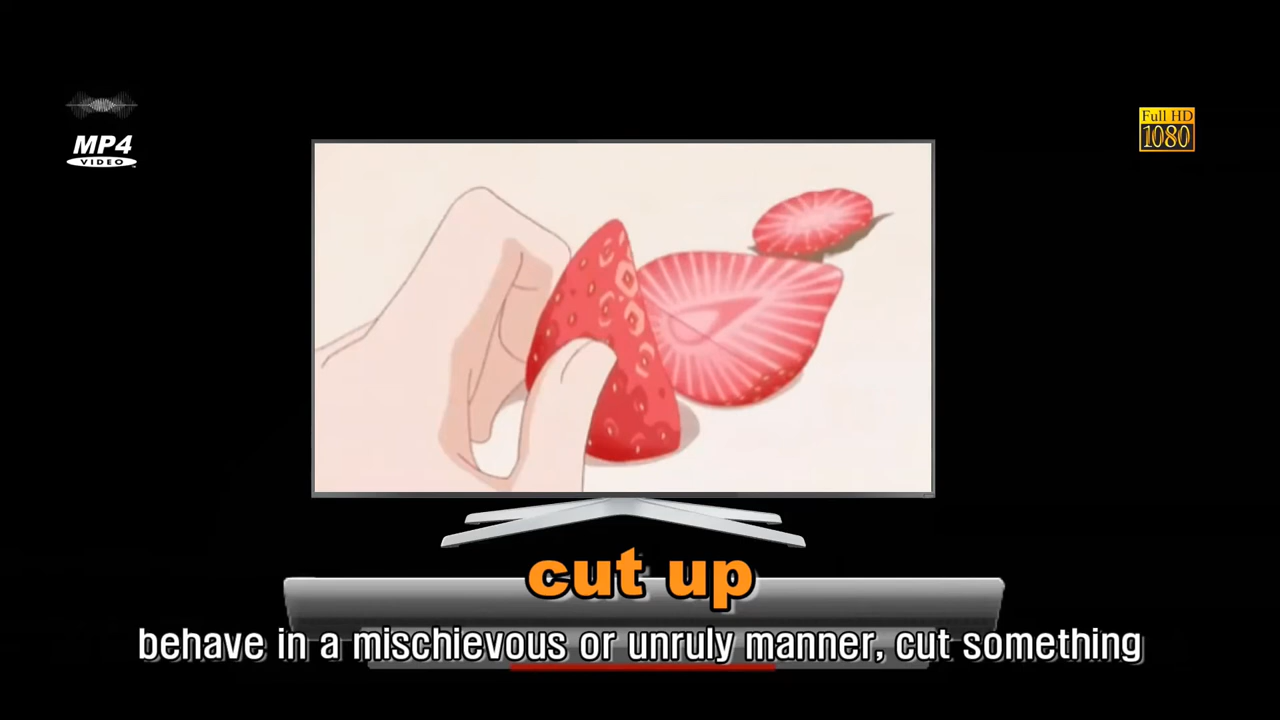 MP4
VIDEO
Full HD
1080
cut up
behave in a mischievous or unruly manner, cut something